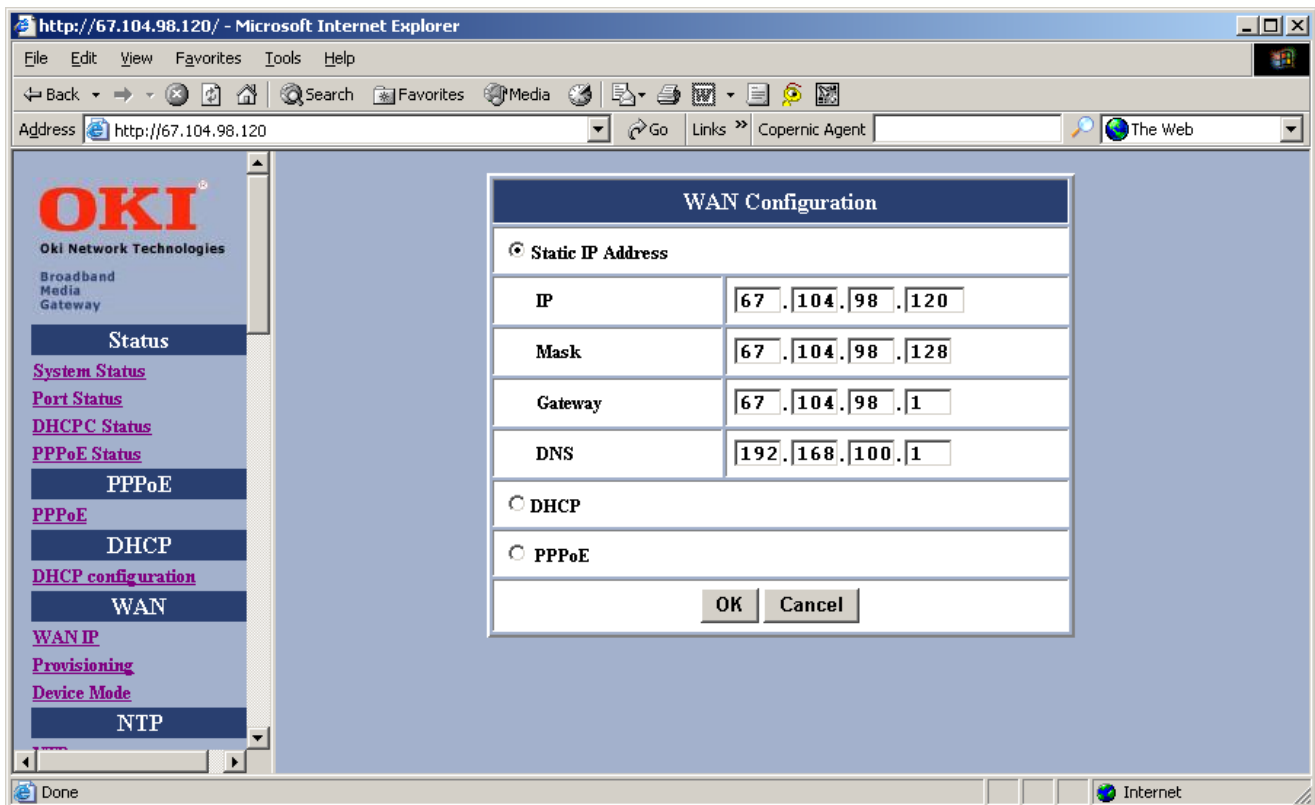 http://67.104.98.120/ - Microsoft Internet Explorer
File Edit View Favorites Tools Help
Back Search Favorites Media
Address http://67.104.98.120 Go Links » Copernic Agent The Web
OKI®
Oki Network Technologies
Broadband
Media
Gateway
Status
System Status
Port Status
DHCPC Status
PPPoE Status
PPPoE
PPPoE
DHCP
DHCP configuration
WAN
WAN IP
Provisioning
Device Mode
NTP
WAN Configuration
Static IP Address
IP 67 . 104 . 98 . 120
Mask 67 . 104 . 98 . 128
Gateway 67 . 104 . 98 . 1
DNS 192 . 168 . 100 . 1
DHCP
PPPoE
OK Cancel
Done Internet